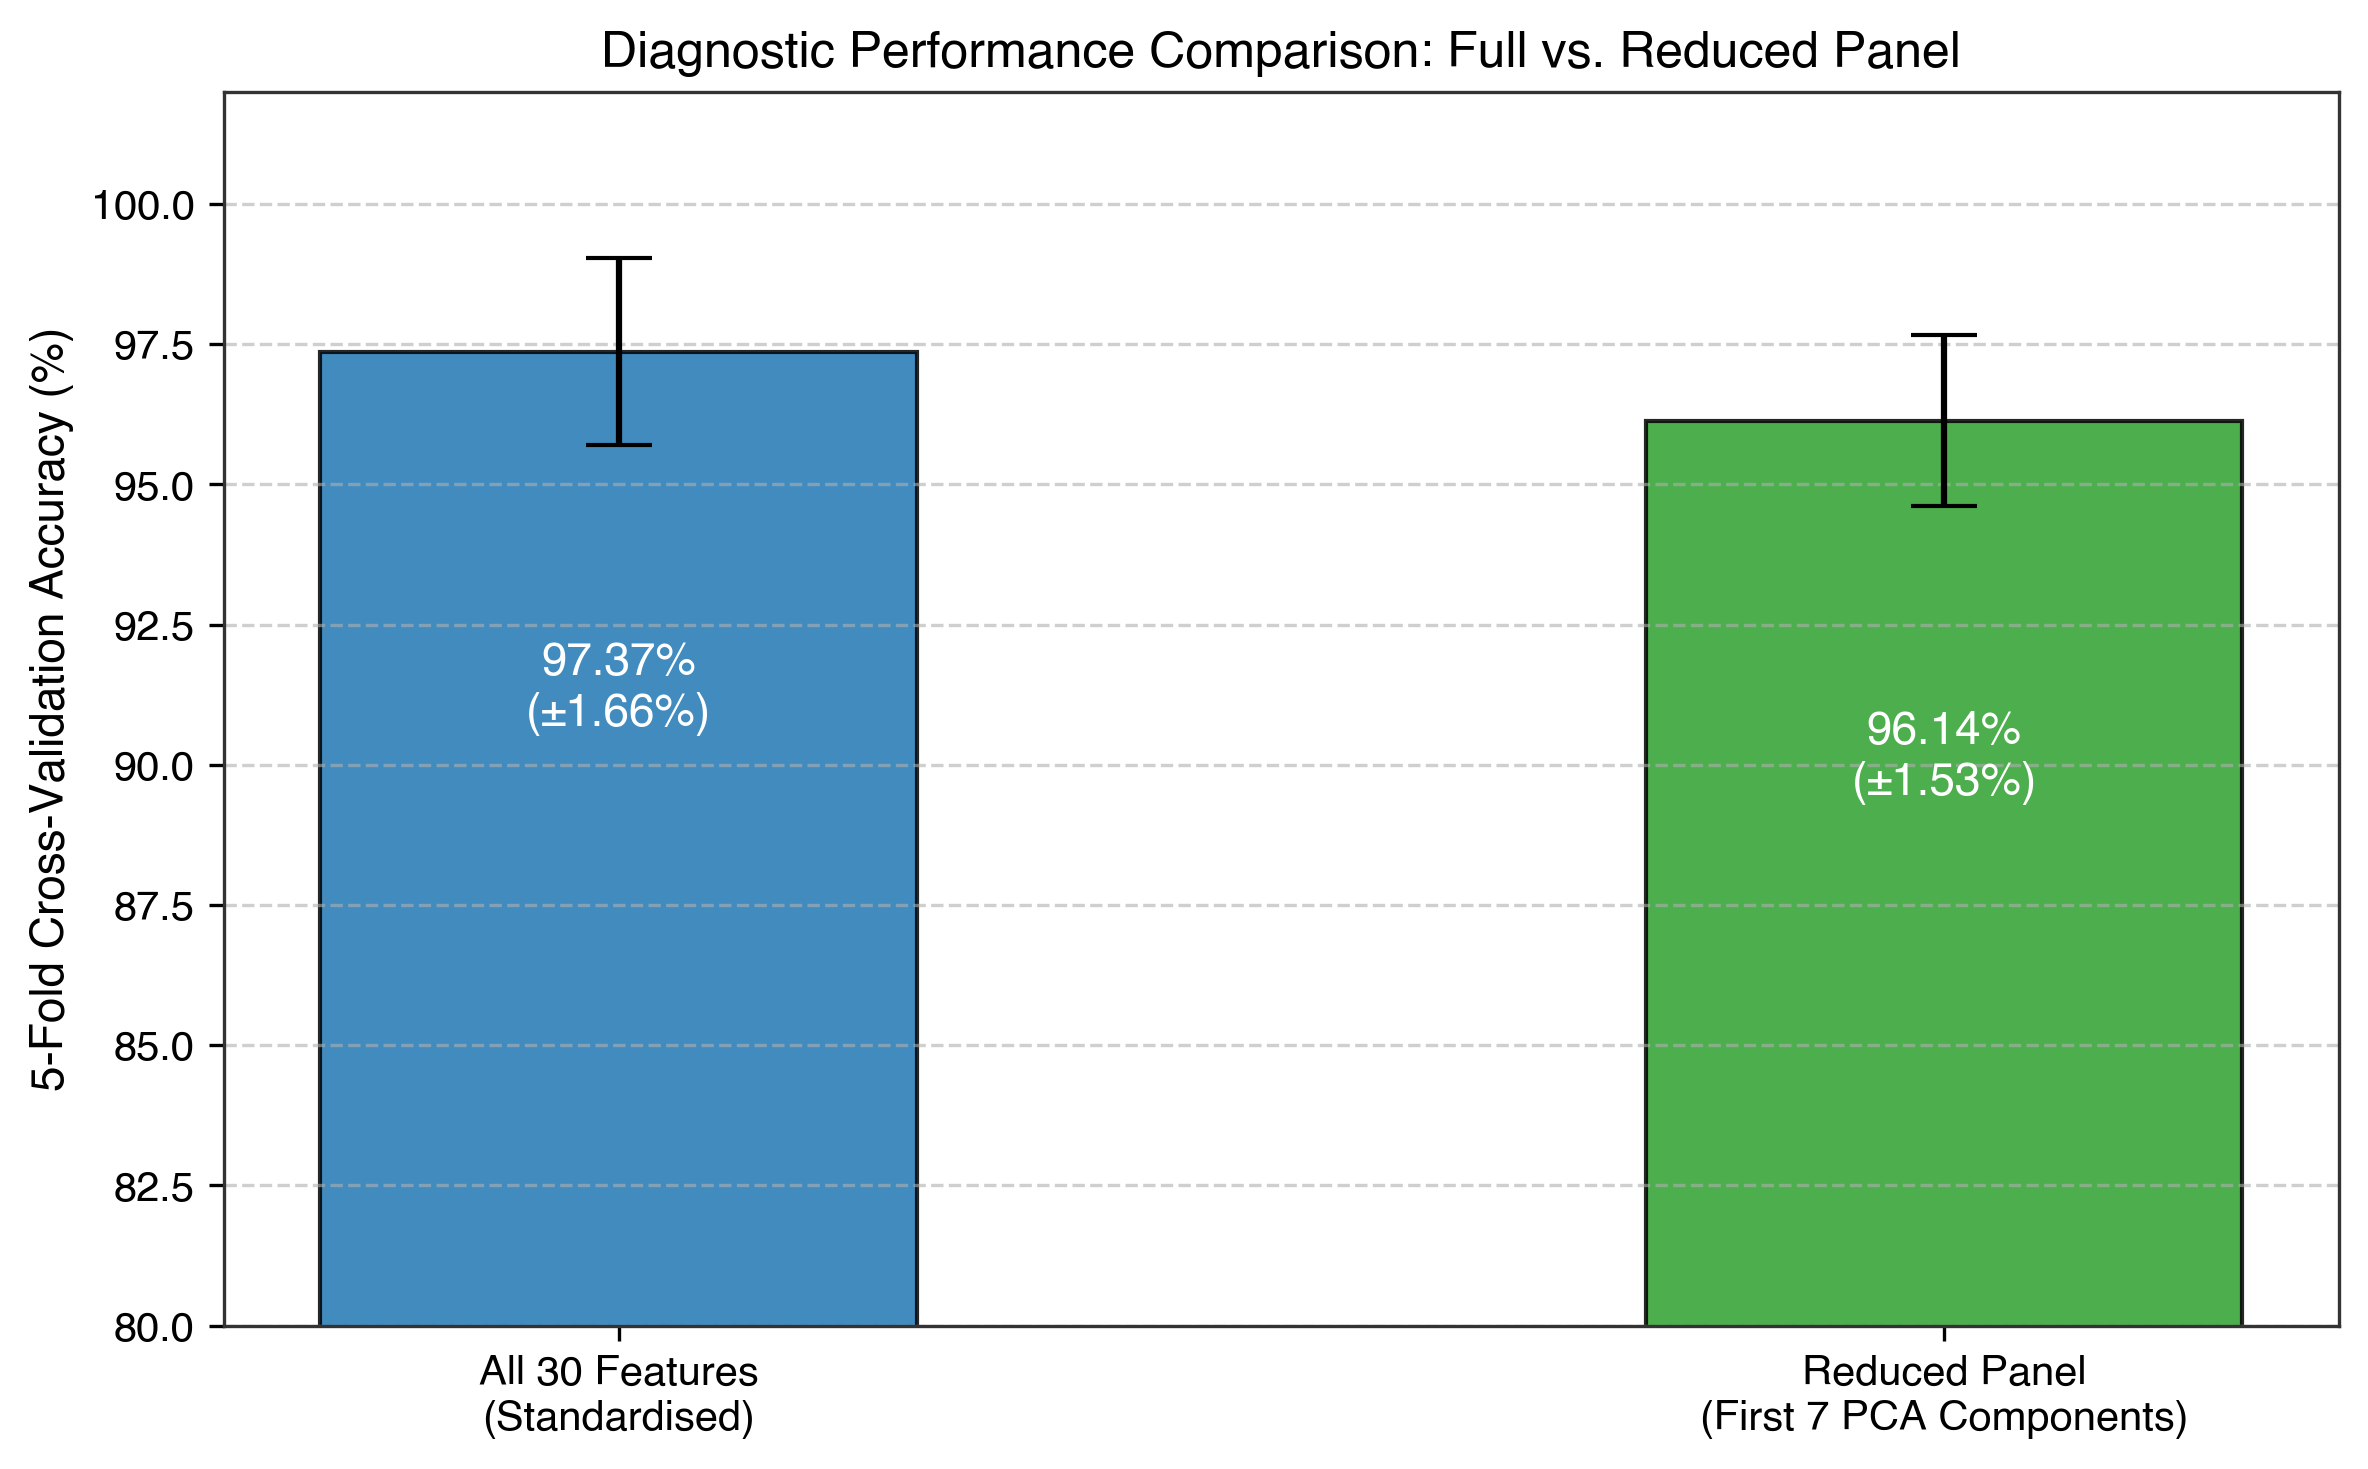 Diagnostic Performance Comparison: Full vs. Reduced Panel
5-Fold Cross-Validation Accuracy (%)
100.0
97.5
95.0
92.5
90.0
87.5
85.0
82.5
80.0
97.37%
(±1.66%)
96.14%
(±1.53%)
All 30 Features
(Standardised)
Reduced Panel
(First 7 PCA Components)